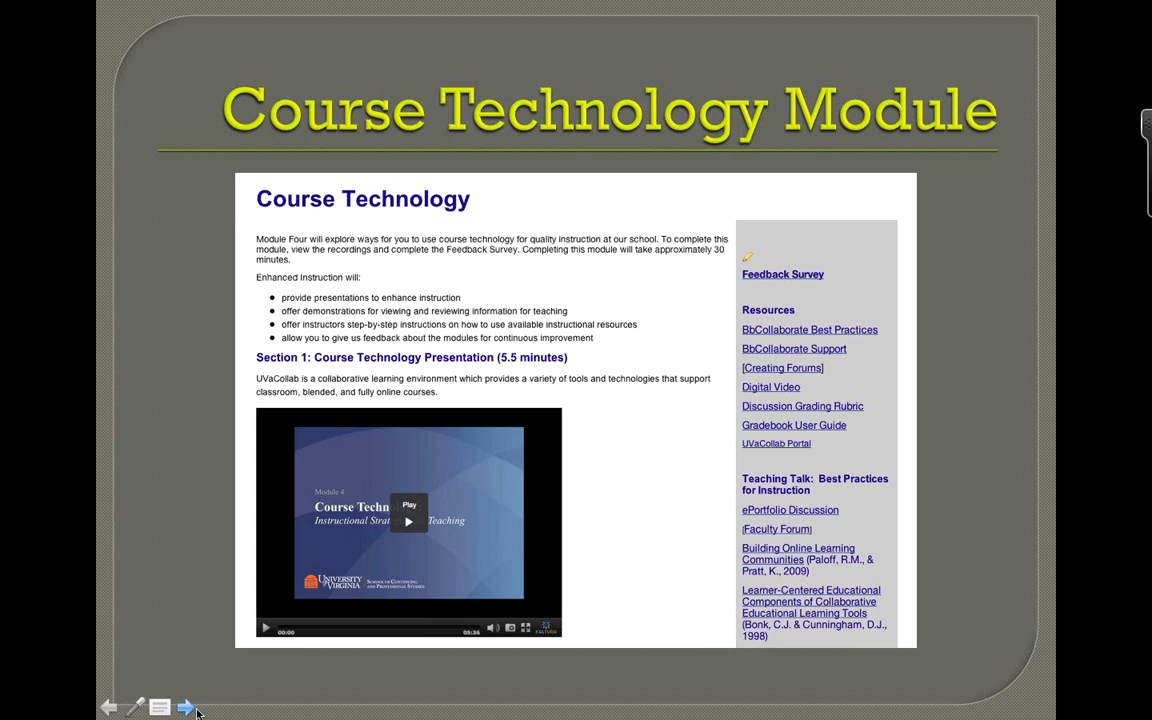 Course Technology Module
Course Technology
Module Four will explore ways for you to use course technology for quality instruction at our school. To complete this
module, view the recordings and complete the Feedback Survey. Completing this module will take approximately 30
minutes.
Enhanced Instruction will:
provide presentations to enhance instruction
offer demonstrations for viewing and reviewing information for teaching
offer instructors step-by-step instructions on how to use available instructional resources
allow you to give us feedback about the modules for continuous improvement
Section 1: Course Technology Presentation (5.5 minutes)
UVaCollab is a collaborative learning environment which provides a variety of tools and technologies that support
classroom, blended, and fully online courses.
Module 4
Course Techn
Play
Instructional Strat Teaching
UNIVERSITY
of VIRGINIA
SCHOOL OF CONTINUING
AND PROFESSIONAL STUDIES
00:00
05:36
KALTURA
Feedback Survey
Resources
BbCollaborate Best Practices
BbCollaborate Support
[Creating Forums]
Digital Video
Discussion Grading Rubric
Gradebook User Guide
UVaCollab Portal
Teaching Talk: Best Practices
for Instruction
ePortfolio Discussion
[Faculty Forum]
Building Online Learning
Communities (Paloff, R.M., &
Pratt, K., 2009)
Learner-Centered Educational
Components of Collaborative
Educational Learning Tools
(Bonk, C.J. & Cunningham, D.J.,
1998)